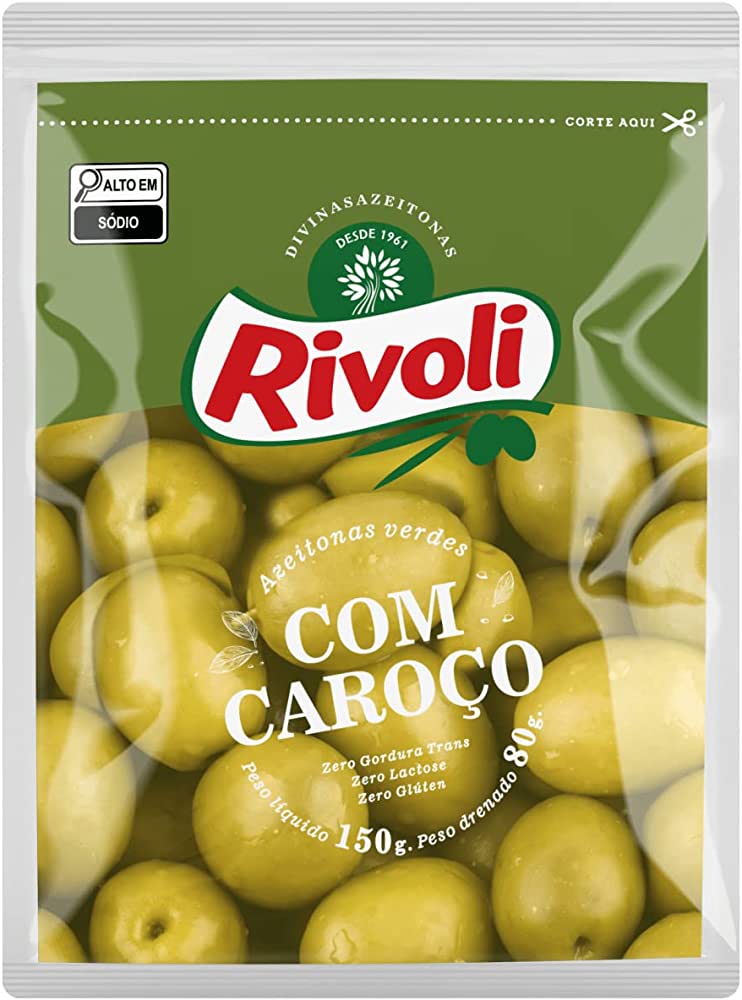 CORTE AQUI
ALTO EM
SÓDIO
DIVINASAZEITONAS
DESDE 1961
Rivoli
Azeitonas verdes
COM
CAROÇO
Zero Gordura Trans
Zero Lactose
Zero Glúten
Peso líquido 150g. Peso drenado 80g.